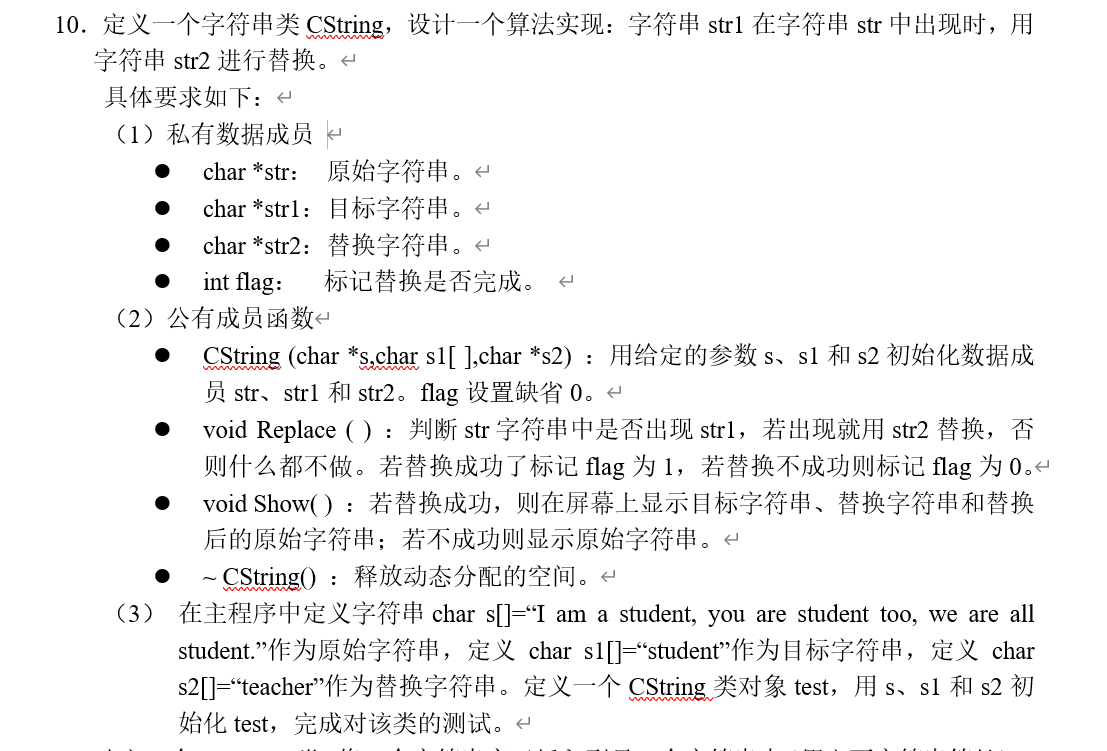 10. 定义一个字符串类 CString，设计一个算法实现：字符串 str1 在字符串 str 中出现时，用
字符串 str2 进行替换。
具体要求如下：
（1）私有数据成员
● char *str： 原始字符串。
● char *str1：目标字符串。
● char *str2：替换字符串。
● int flag： 标记替换是否完成。
（2）公有成员函数
● CString (char *s,char s1[ ],char *s2) ：用给定的参数 s、s1 和 s2 初始化数据成
员 str、str1 和 str2。flag 设置缺省 0。
● void Replace ( ) ：判断 str 字符串中是否出现 str1，若出现就用 str2 替换，否
则什么都不做。若替换成功了标记 flag 为 1，若替换不成功则标记 flag 为 0。
● void Show( ) ：若替换成功，则在屏幕上显示目标字符串、替换字符串和替换
后的原始字符串；若不成功则显示原始字符串。
● ~ CString() ：释放动态分配的空间。
（3） 在主程序中定义字符串 char s[]=“I am a student, you are student too, we are all
student.”作为原始字符串，定义 char s1[]=“student”作为目标字符串，定义 char
s2[]=“teacher”作为替换字符串。定义一个 CString 类对象 test，用 s、s1 和 s2 初
始化 test，完成对该类的测试。